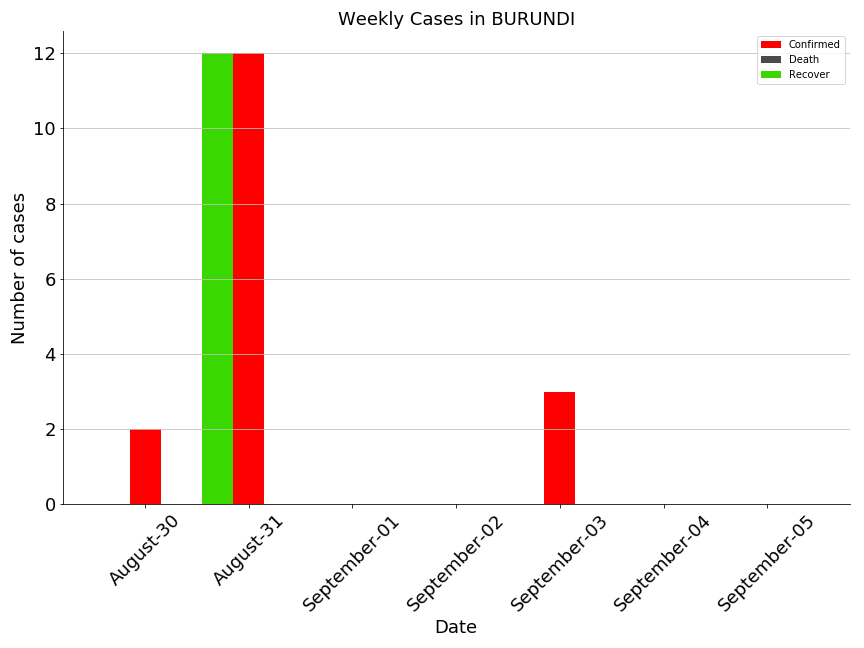 Weekly Cases in BURUNDI
Confirmed
Death
Recover
Number of cases
12
10
8
6
4
2
0
August-30
August-31
September-01
September-02
September-03
September-04
September-05
Date